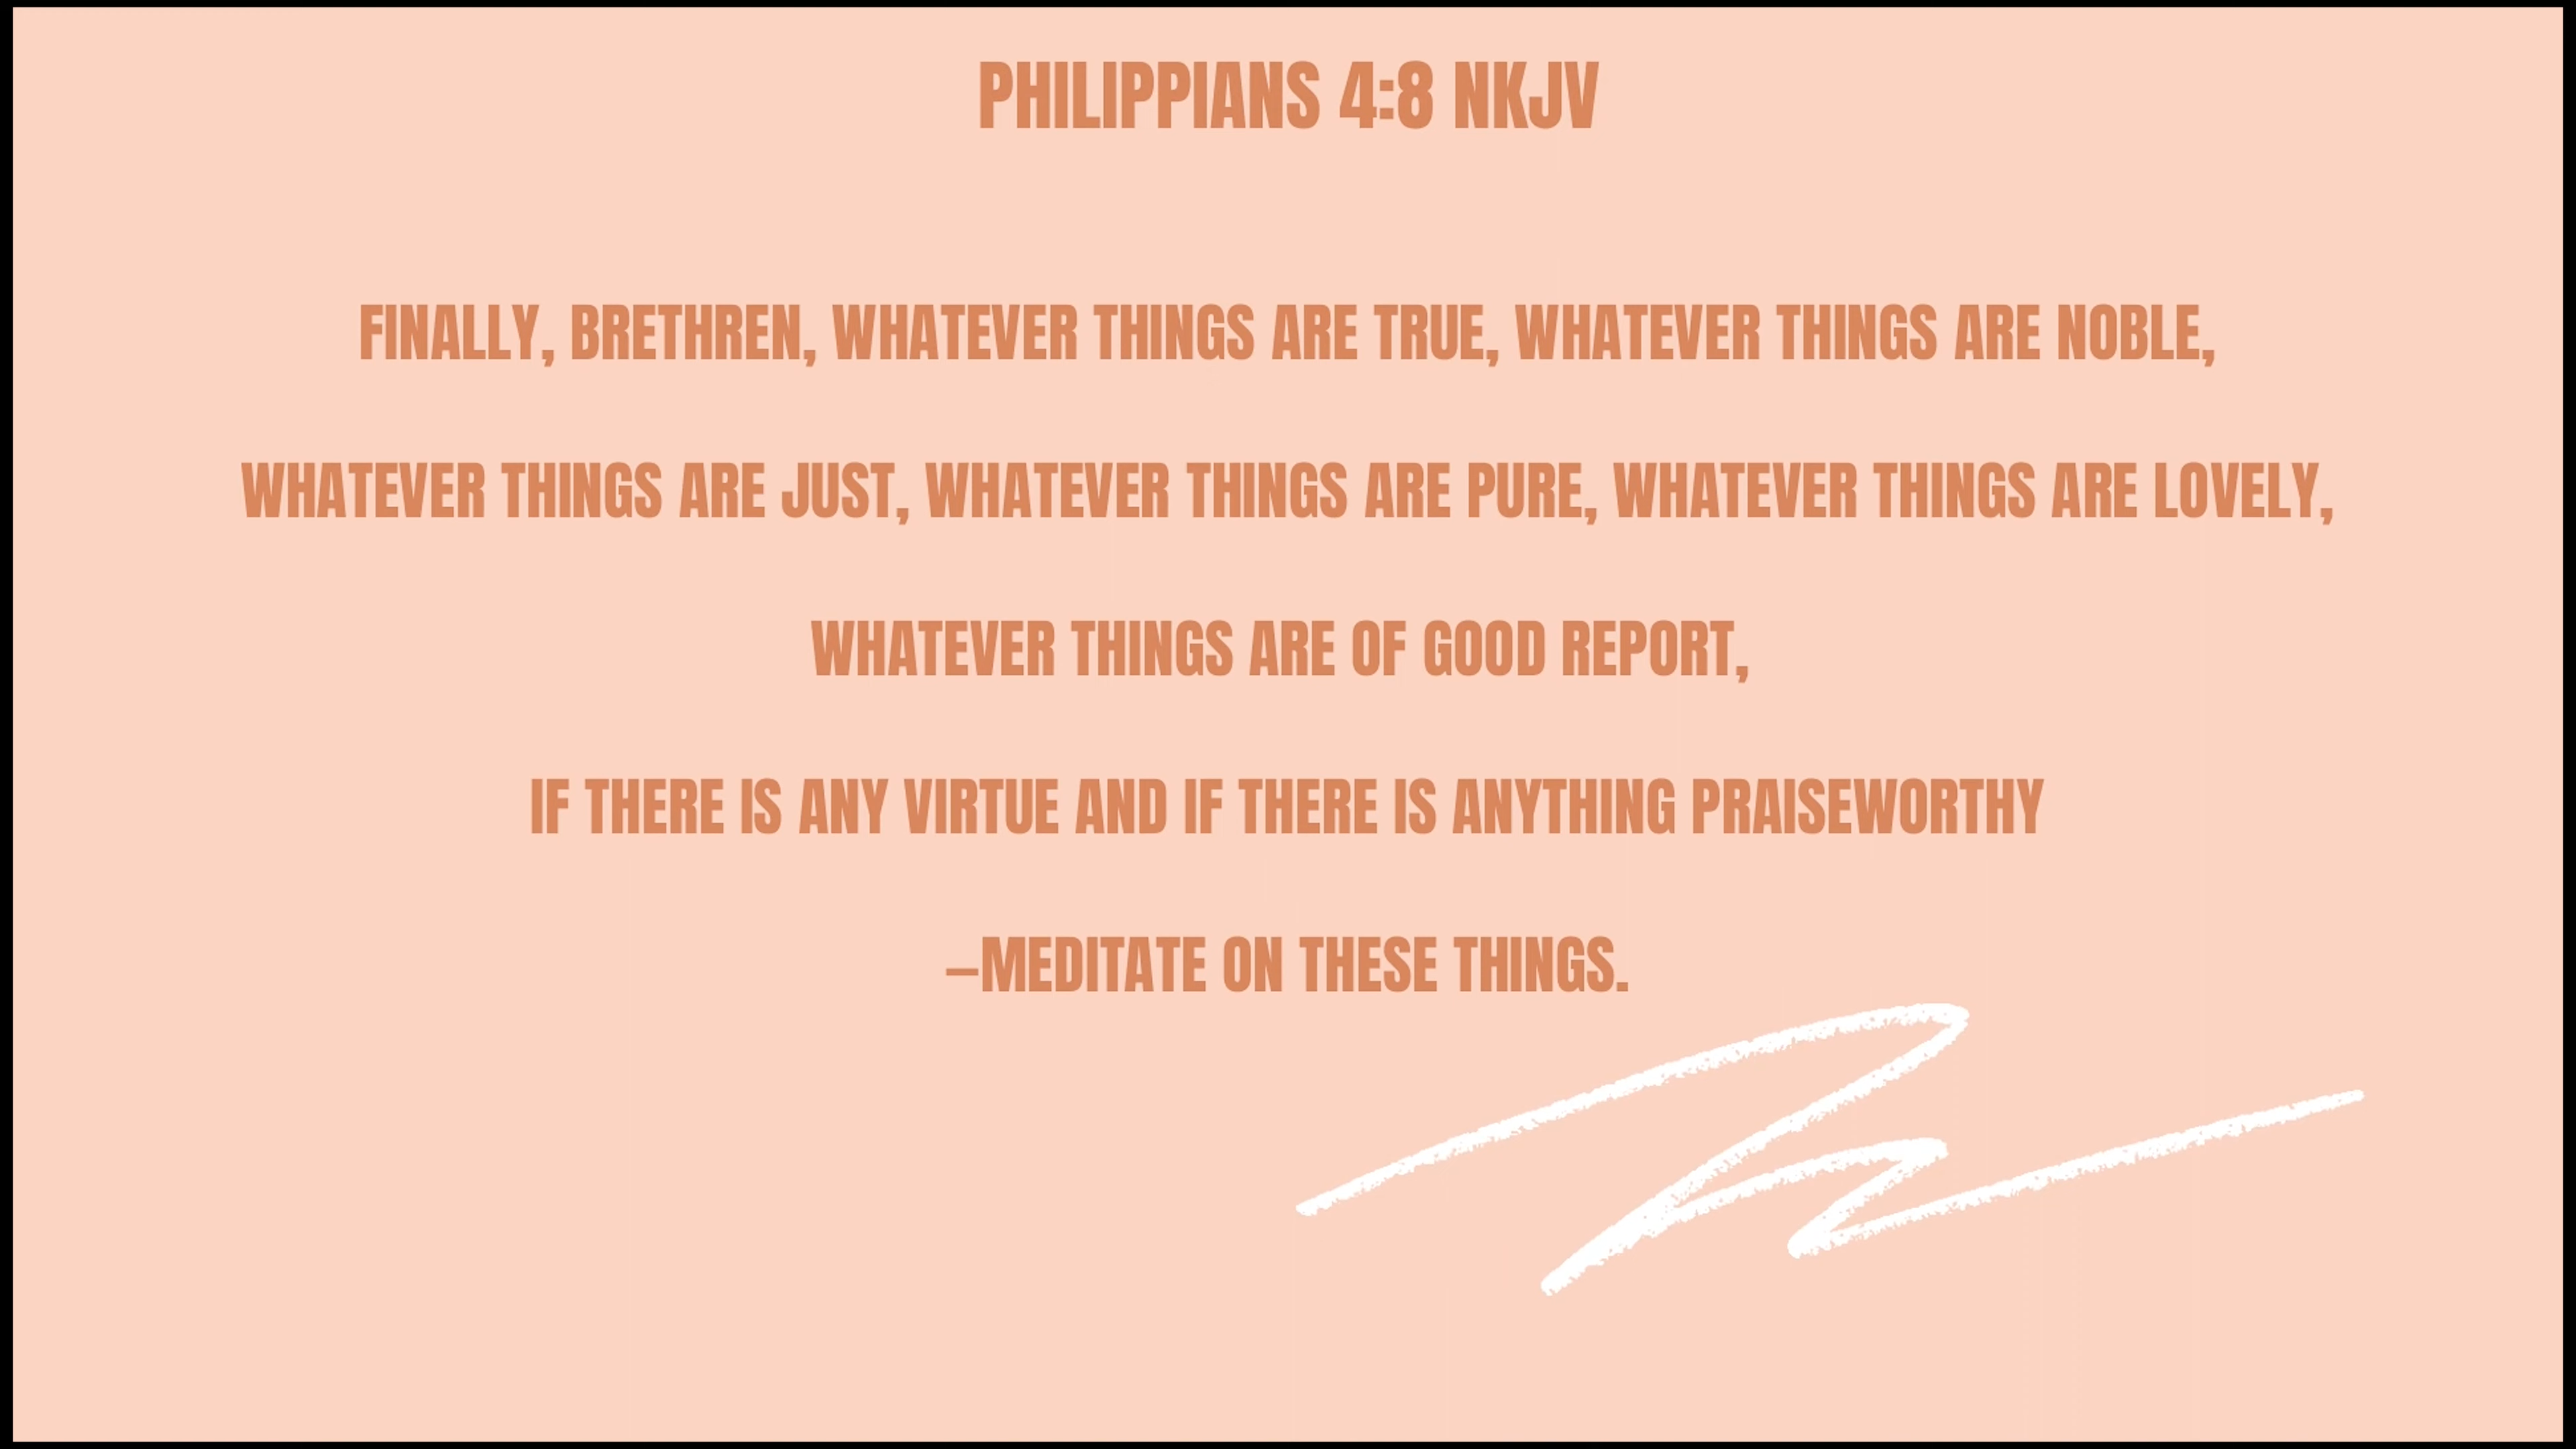 PHILIPPIANS 4:8 NKJV
FINALLY, BRETHREN, WHATEVER THINGS ARE TRUE, WHATEVER THINGS ARE NOBLE,
WHATEVER THINGS ARE JUST, WHATEVER THINGS ARE PURE, WHATEVER THINGS ARE LOVELY,
WHATEVER THINGS ARE OF GOOD REPORT,
IF THERE IS ANY VIRTUE AND IF THERE IS ANYTHING PRAISEWORTHY
–MEDITATE ON THESE THINGS.